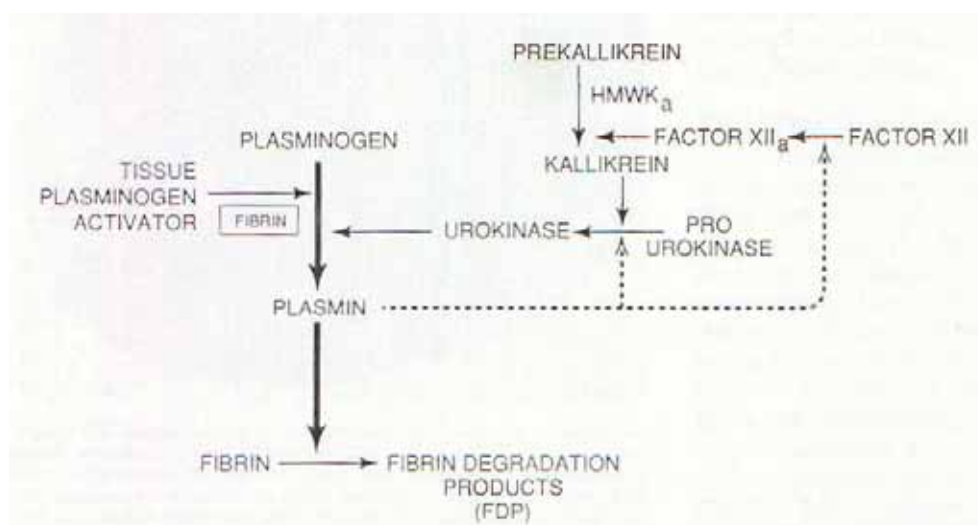 PREKALLIKREIN
HMWKa
PLASMINOGEN
FACTOR XIIa
FACTOR XII
KALLIKREIN
TISSUE
PLASMINOGEN
ACTIVATOR
FIBRIN
UROKINASE
PRO
UROKINASE
PLASMIN
FIBRIN
FIBRIN DEGRADATION
PRODUCTS
(FDP)